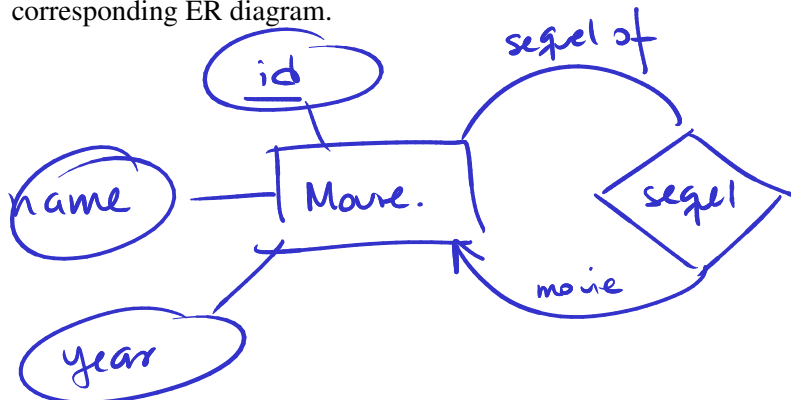 corresponding ER diagram.
sequel of
id
name
Movie.
sequel
movie
year